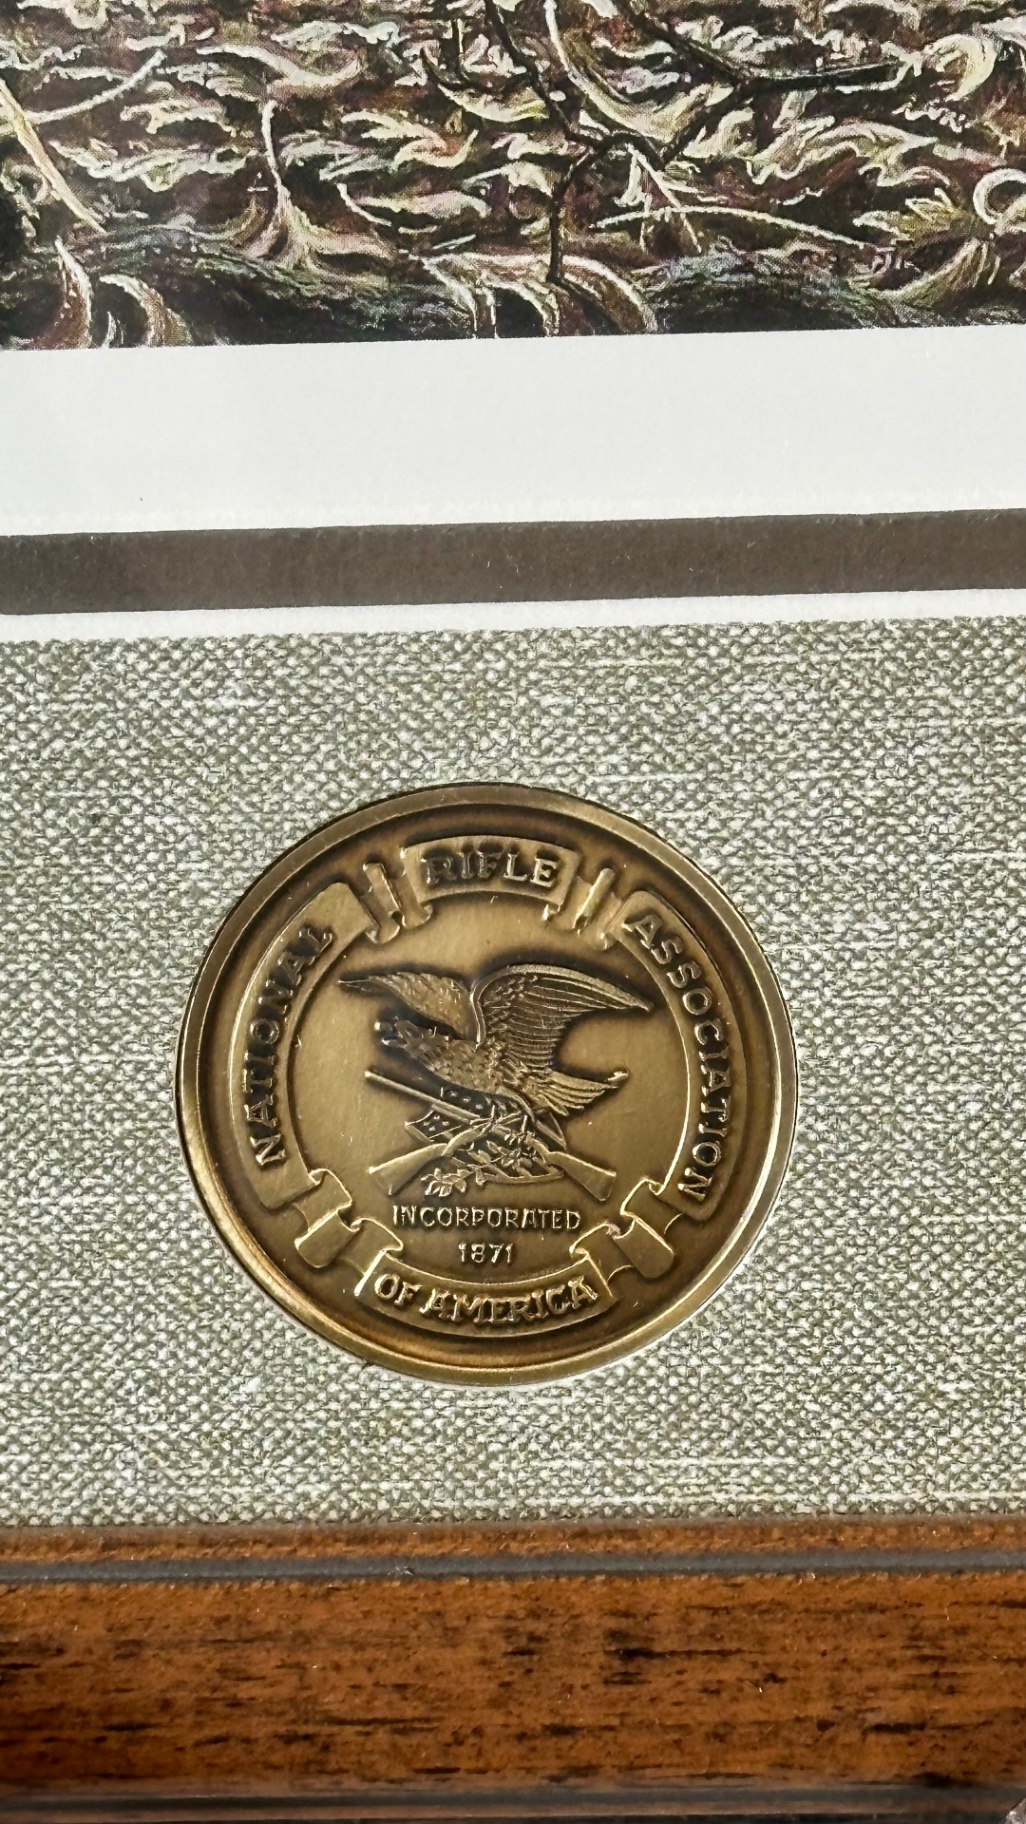 NATIONAL
RIFLE
ASSOCIATION
INCORPORATED
1871
OF AMERICA